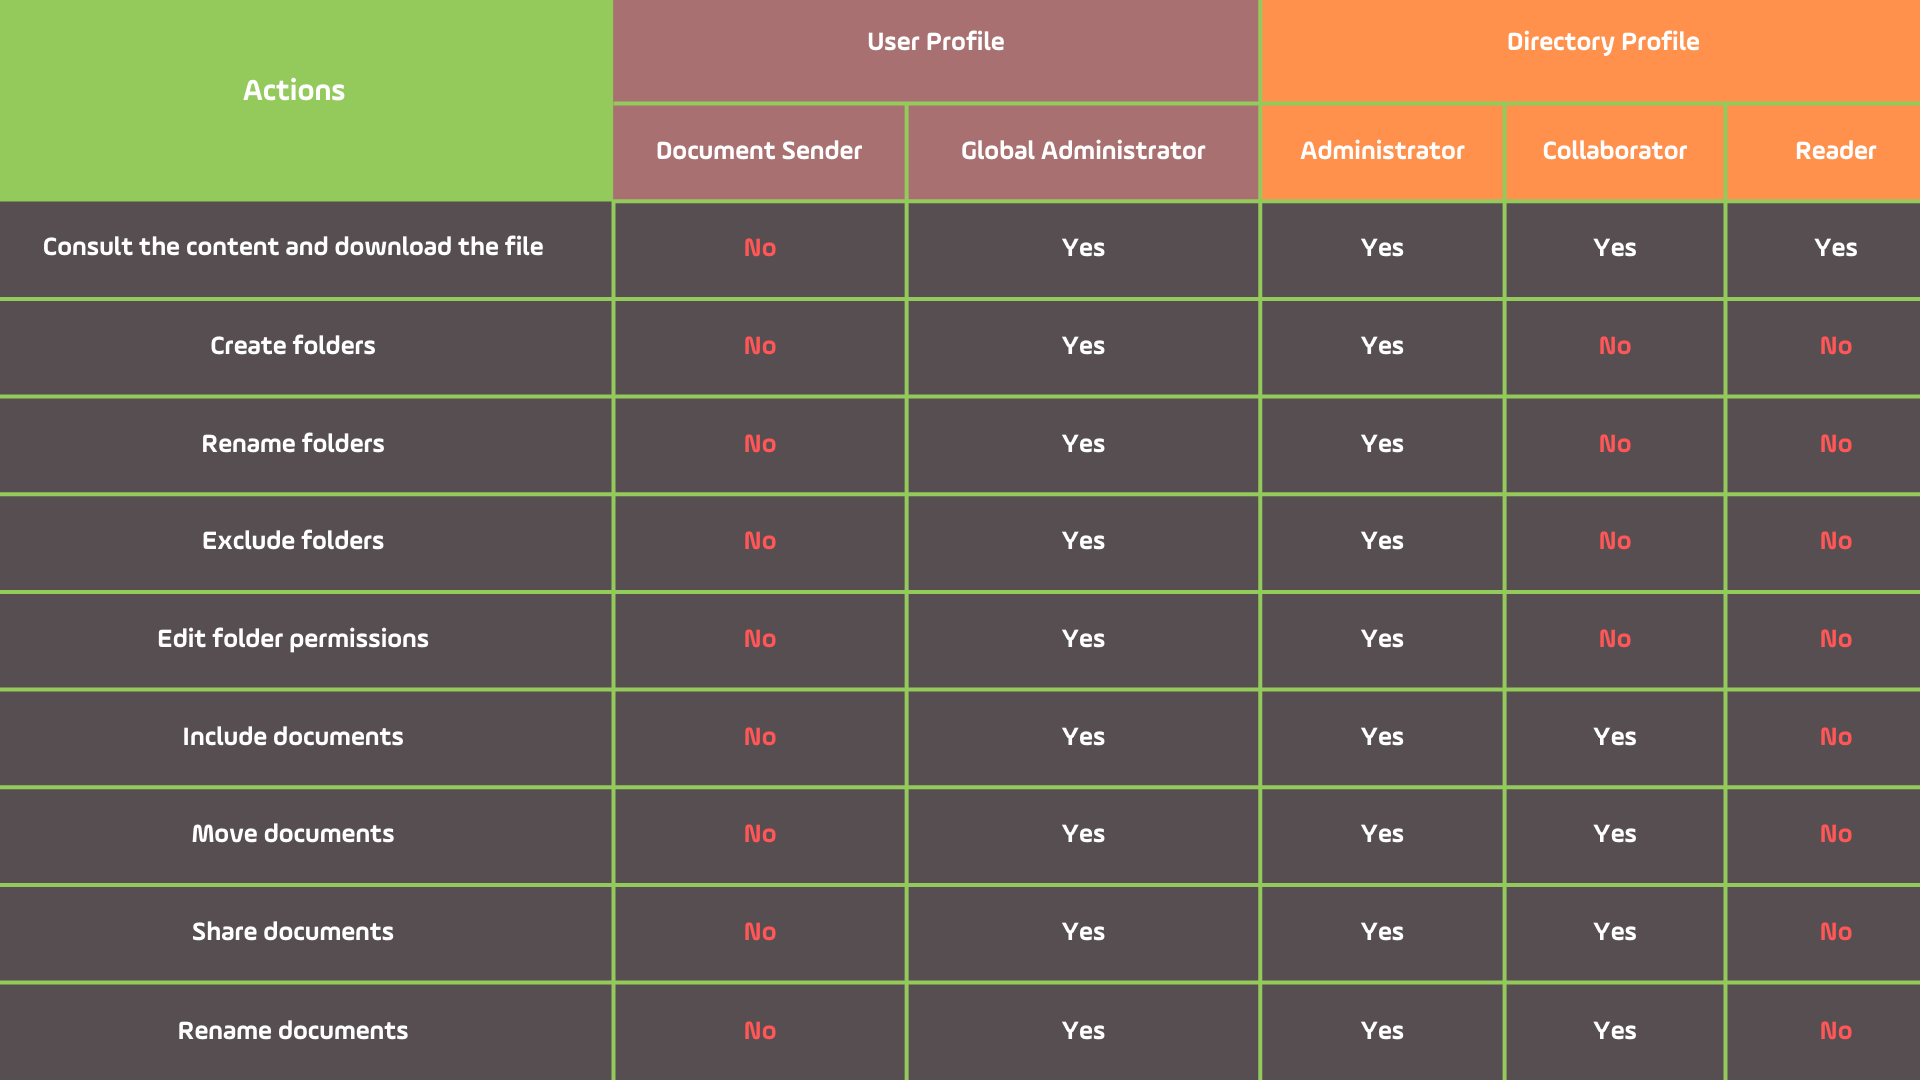 Actions
User Profile
Directory Profile
Document Sender
Global Administrator
Administrator
Collaborator
Reader
Consult the content and download the file No Yes Yes Yes Yes
Create folders No Yes Yes No No
Rename folders No Yes Yes No No
Exclude folders No Yes Yes No No
Edit folder permissions No Yes Yes No No
Include documents No Yes Yes Yes No
Move documents No Yes Yes Yes No
Share documents No Yes Yes Yes No
Rename documents No Yes Yes Yes No